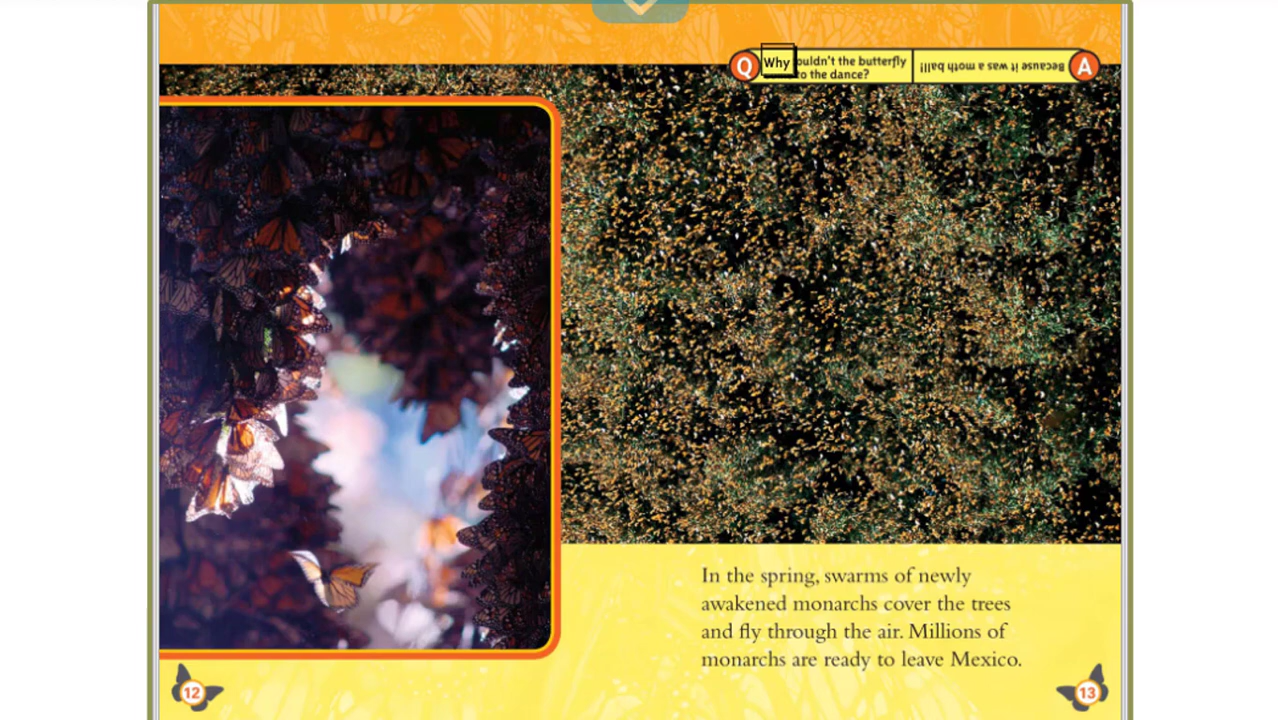 Q
Why ouldn't the butterfly
to the dance?
Because it was a moth ball!
A
In the spring, swarms of newly
awakened monarchs cover the trees
and fly through the air. Millions of
monarchs are ready to leave Mexico.
12
13